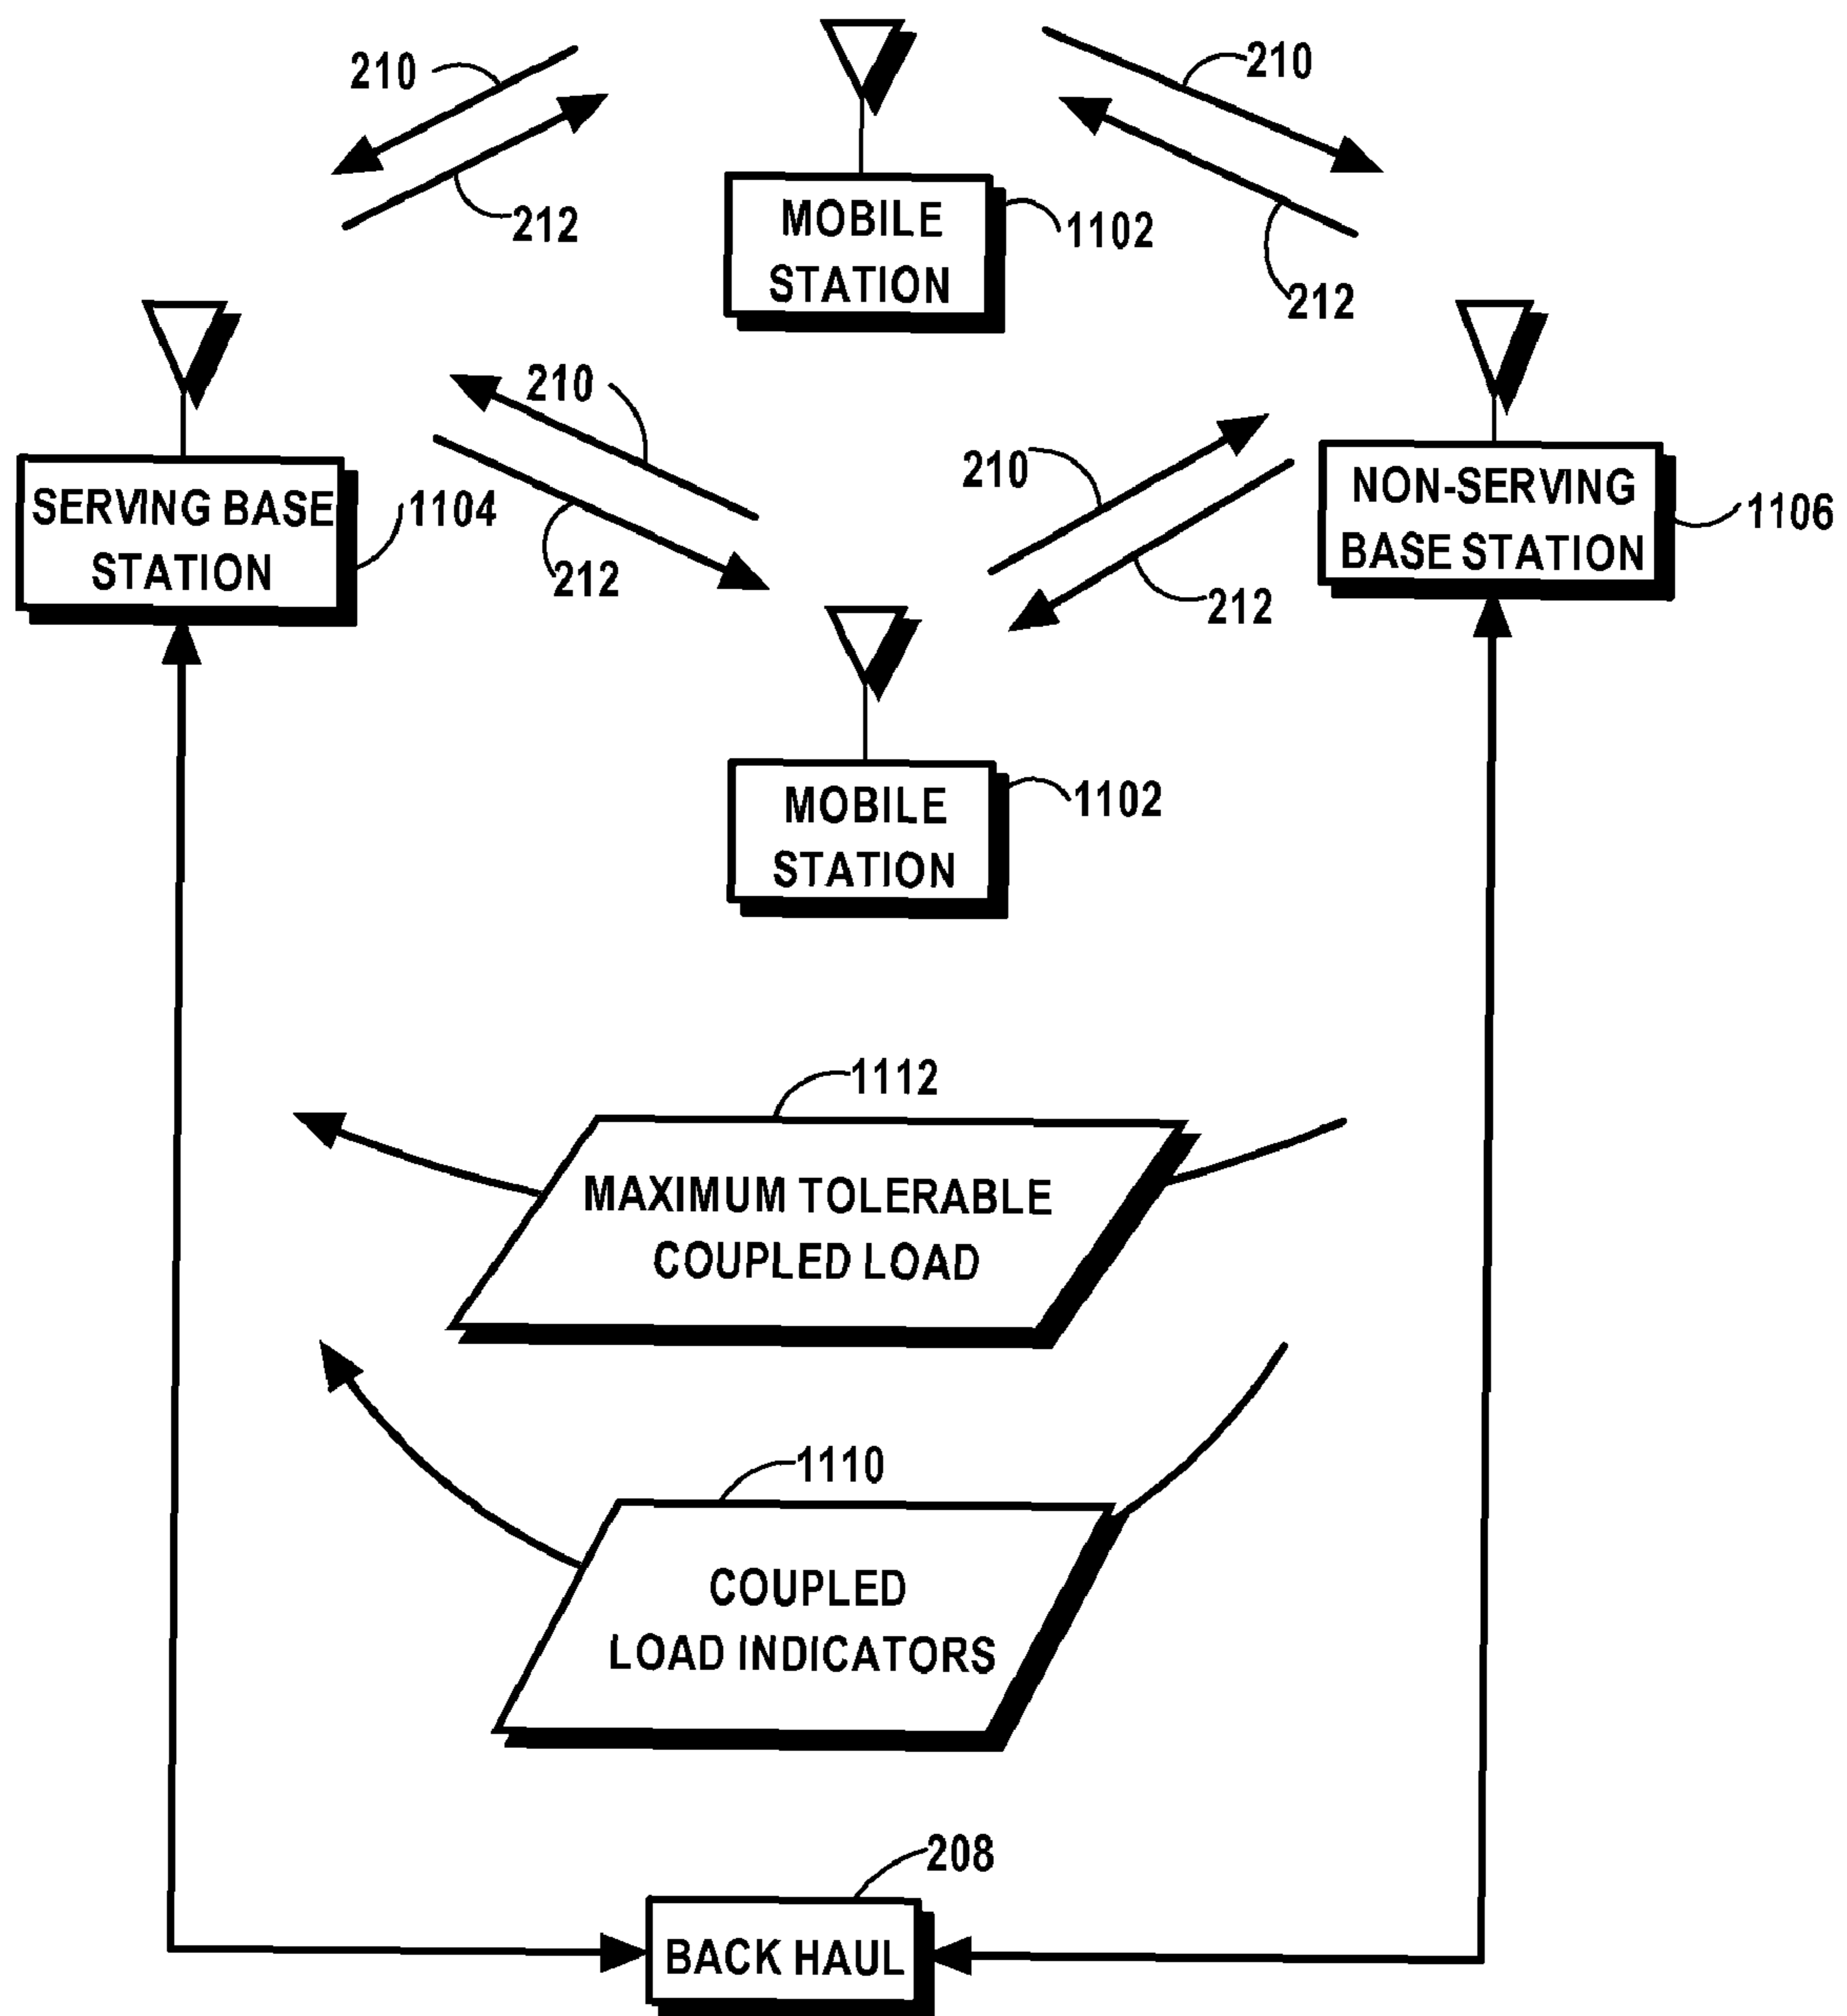 210
210
212
MOBILE
STATION
1102
212
210
SERVING BASE
STATION
1104
212
210
NON-SERVING
BASE STATION
1106
212
MOBILE
STATION
1102
1112
MAXIMUM TOLERABLE
COUPLED LOAD
1110
COUPLED
LOAD INDICATORS
208
BACK HAUL